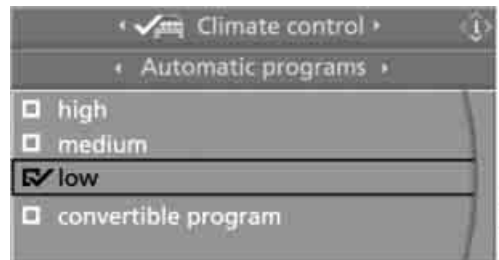 Climate control
Automatic programs
high
medium
low
convertible program